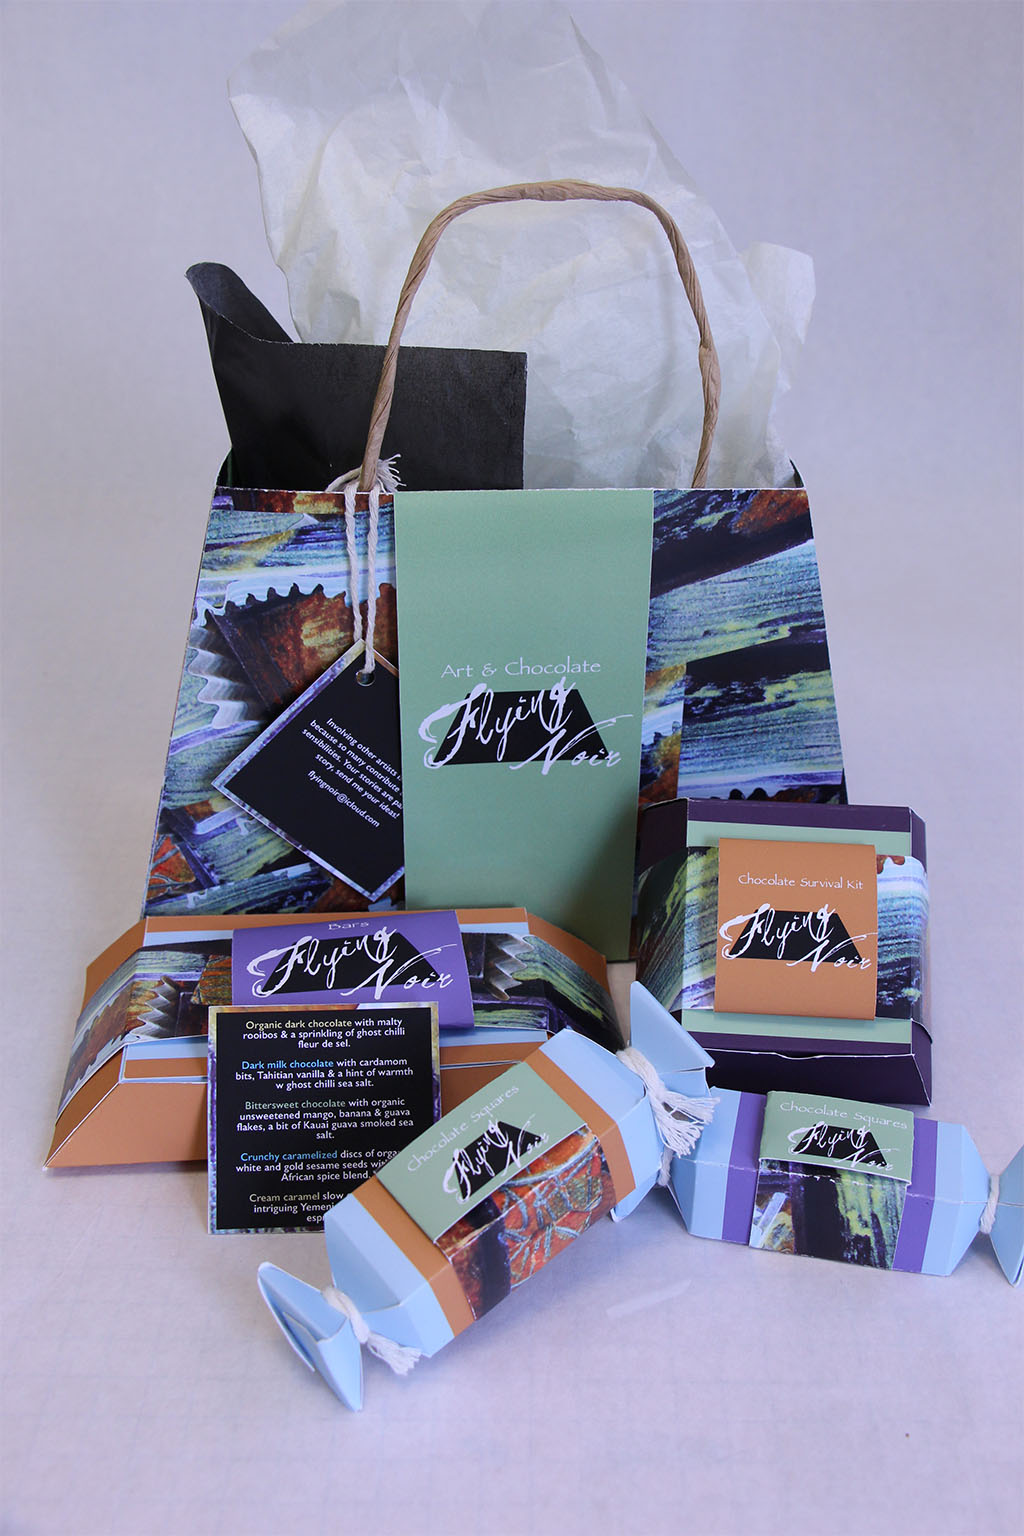 Art & Chocolate
Flying
Noir
Involving other artists
because so many contribute
sensibilities. Your stories are
story, send me your ideas!
flyingnoir@icloud.com
Chocolate Survival Kit
Flying
Noir
Bars
Flying
Noir
Organic dark chocolate with malty
rooibos & a sprinkling of ghost chilli
fleur de sel.
Dark milk chocolate with cardamom
bits, Tahitian vanilla & a hint of warmth
w ghost chilli sea salt.
Bittersweet chocolate with organic
unsweetened mango, banana & guava
flakes, a bit of Kauai guava smoked sea
salt.
Crunchy caramelized discs of
white and gold sesame seeds
African spice blend.
Cream caramel slow
intriguing
Chocolate Squares
Flying
Noir
Chocolate Squares
Flying
Noir